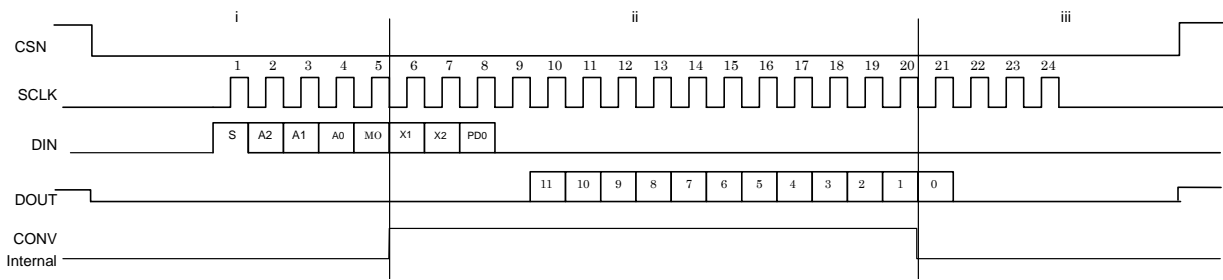 i ii iii
CSN
1 2 3 4 5 6 7 8 9 10 11 12 13 14 15 16 17 18 19 20 21 22 23 24
SCLK
DIN S A2 A1 A0 MO X1 X2 PD0
DOUT 11 10 9 8 7 6 5 4 3 2 1 0
CONV
Internal